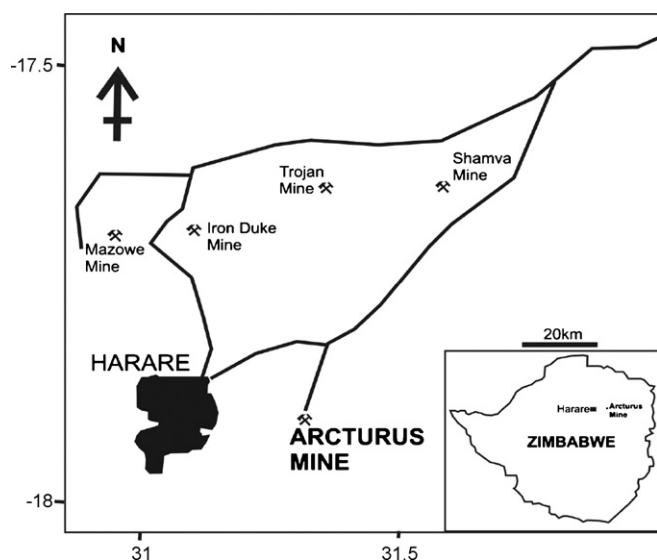 N
-17.5
Trojan
Mine
Shamva
Mine
Iron Duke
Mine
Mazowe
Mine
HARARE
20km
ARCTURUS
MINE
Harare
Arcturus
Mine
ZIMBABWE
-18
31
31.5